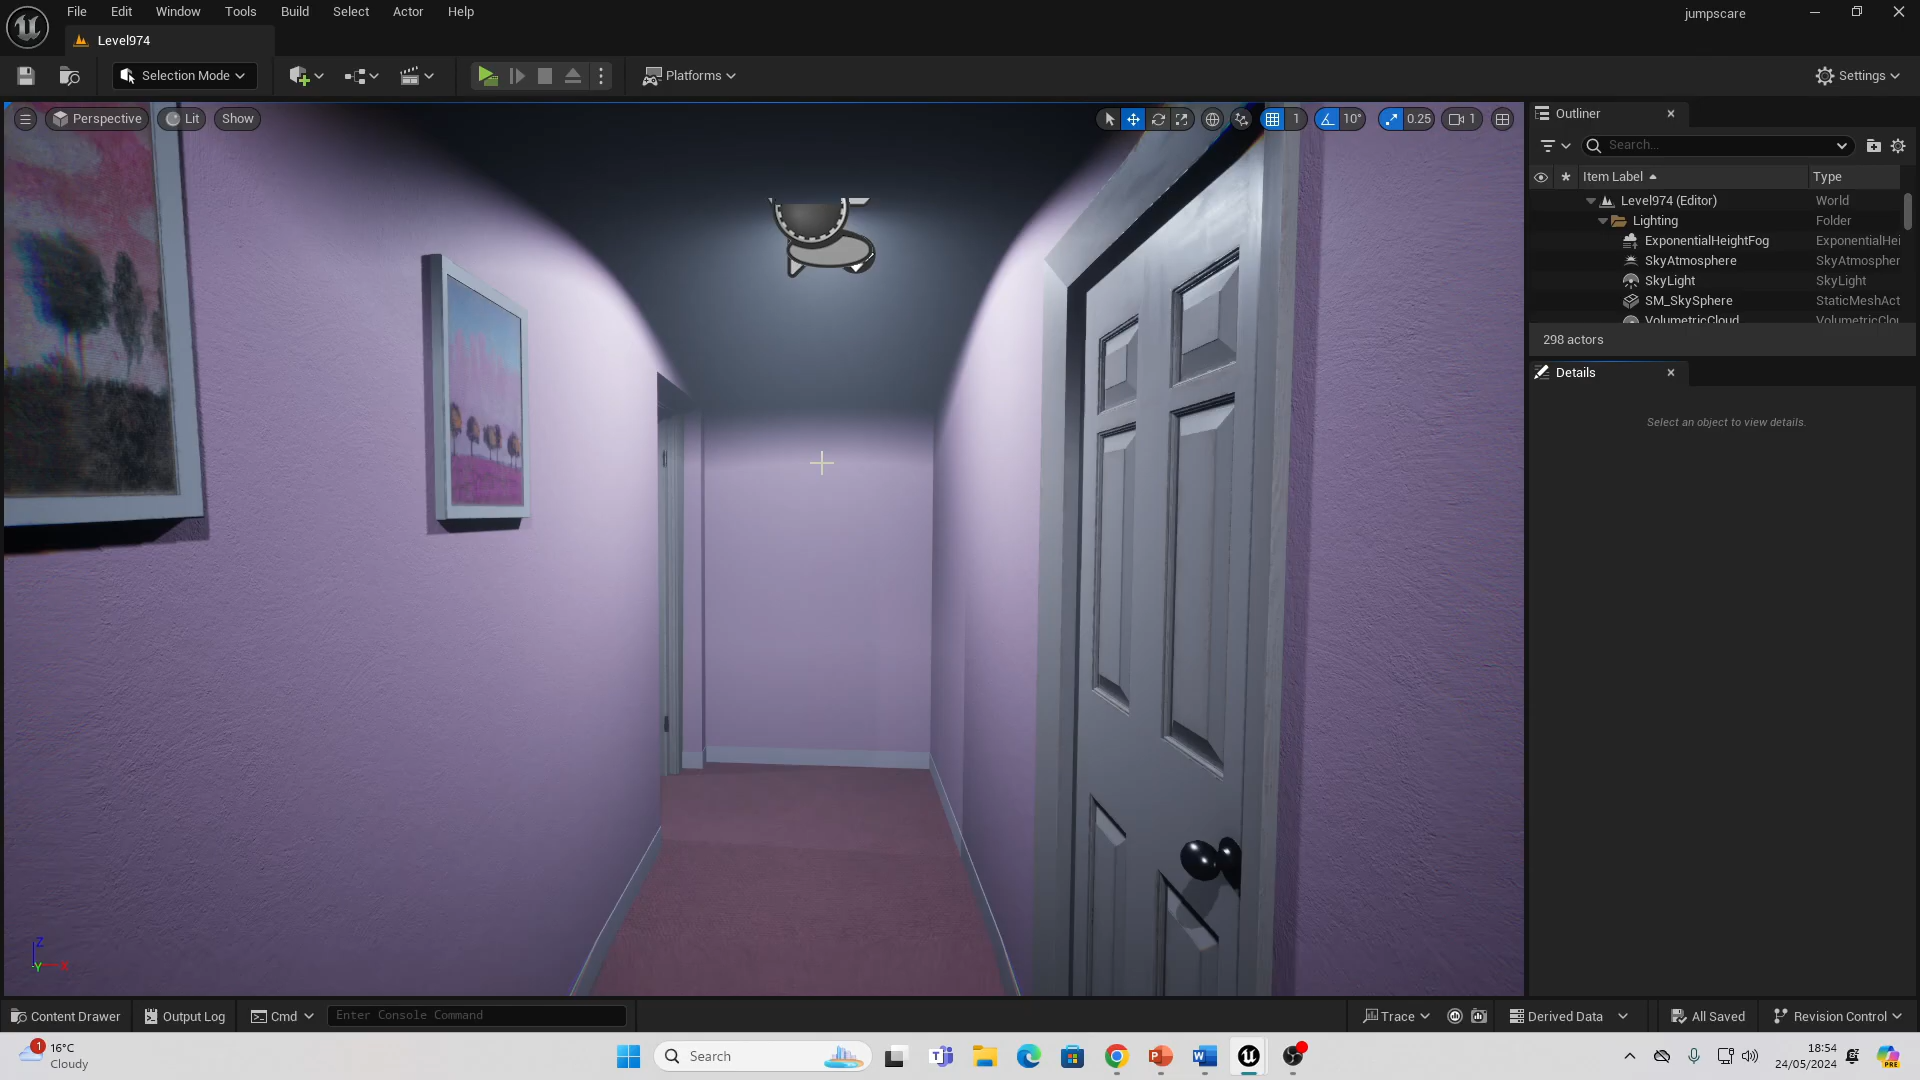 File Edit Window Tools Build Select Actor Help
jumpscare
Level974
Selection Mode
Platforms
Settings
Perspective Lit Show
1 10° 0.25 1
Outliner
Search...
Item Label Type
Level974 (Editor) World
Lighting Folder
ExponentialHeightFog ExponentialHei
SkyAtmosphere SkyAtmospher
SkyLight SkyLight
SM_SkySphere StaticMeshAct
VolumetricCloud VolumetricClou
298 actors
Details
Select an object to view details.
Z
Y X
Content Drawer Output Log Cmd Enter Console Command Trace Derived Data All Saved Revision Control
1 16°C
Cloudy
Search
18:54
24/05/2024
PRE